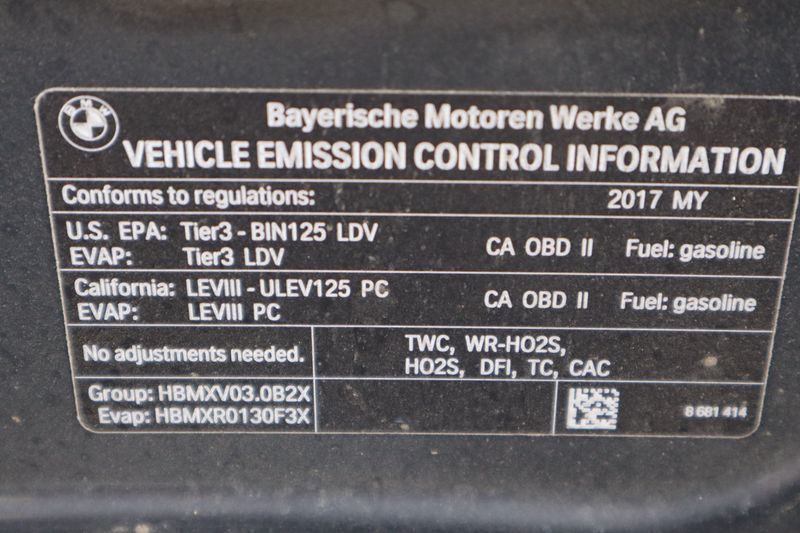 BMW
Bayerische Motoren Werke AG
VEHICLE EMISSION CONTROL INFORMATION
Conforms to regulations: 2017 MY
U.S. EPA: Tier3 - BIN125 LDV
EVAP: Tier3 LDV
CA OBD II Fuel: gasoline
California: LEVIII - ULEV125 PC
EVAP: LEVIII PC
CA OBD II Fuel: gasoline
No adjustments needed.
TWC, WR-HO2S,
HO2S, DFI, TC, CAC
Group: HBMXV03.0B2X
Evap: HBMXR0130F3X
8 681 414